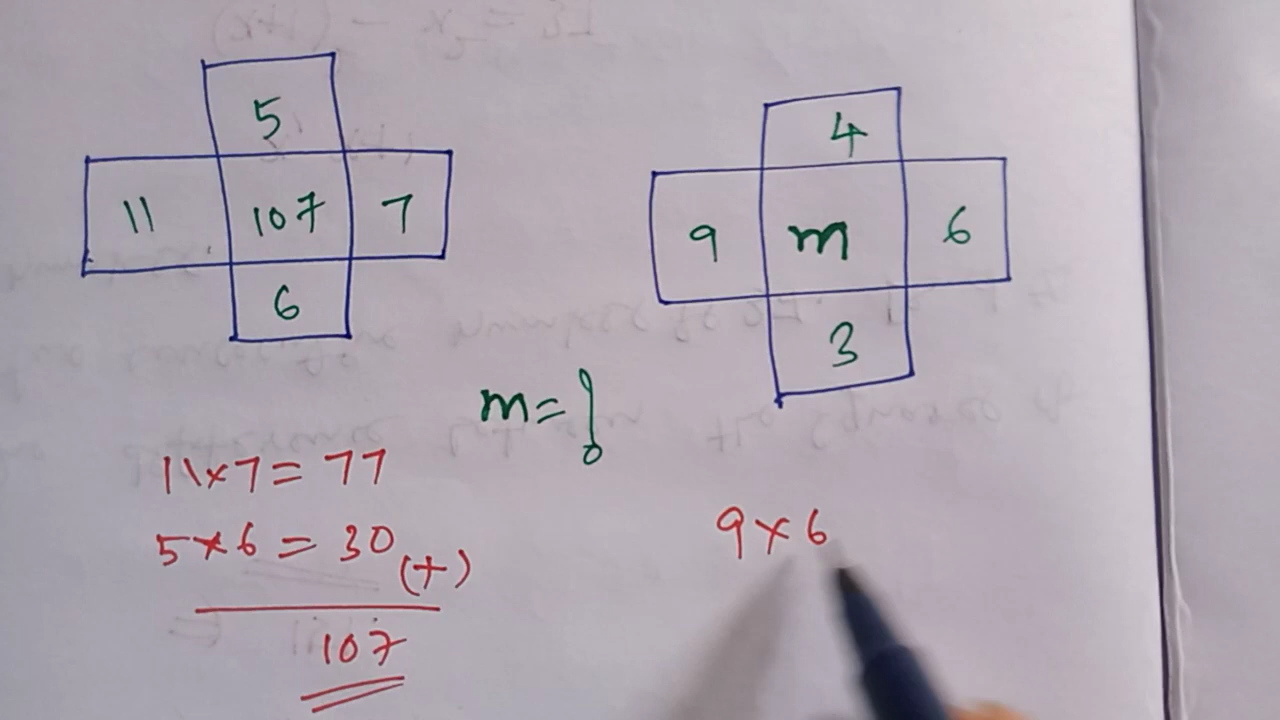 5
11 107 7
6
4
9 m 6
3
m = ?
11 × 7 = 77
5 × 6 = 30 (+)
107
9 × 6